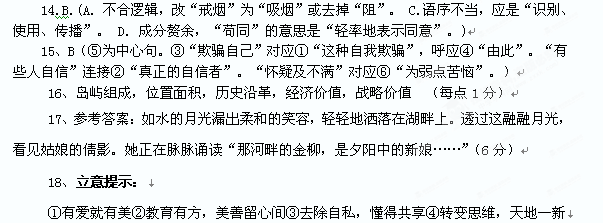 14.B.(A. 不合逻辑，改“戒烟”为“吸烟”或去掉“阻”。 C.语序不当，应是“识别、
使用、传播”。 D. 成分赘余，“苟同”的意思是“轻率地表示同意”。)
15、B（⑤为中心句。③“欺骗自己”对应①“这种自我欺骗”，呼应④“由此”。“有
些人自信”连接②“真正的自信者”。“怀疑及不满”对应⑥“为弱点苦恼”。）
16、岛屿组成，位置面积，历史沿革，经济价值，战略价值 （每点1分）
17、参考答案：如水的月光漏出柔和的笑容，轻轻地洒落在湖畔上。透过这融融月光，
看见姑娘的倩影。她正在脉脉诵读“那河畔的金柳，是夕阳中的新娘……”(6分)
18、立意提示：
①有爱就有美②教育有方，美善留心间③去除自私，懂得共享④转变思维，天地一新